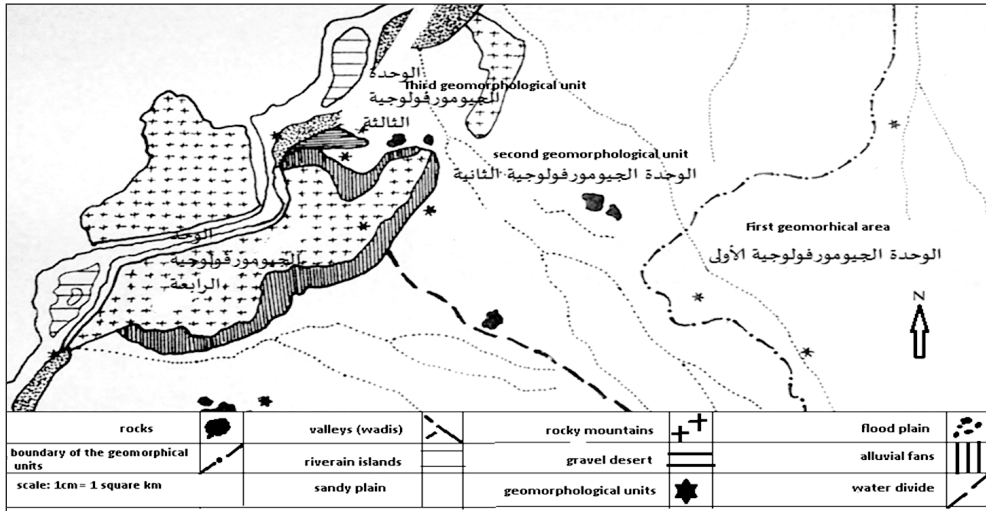 الوحدة
Third geomorphological unit
الجيومورفولوجية
الثالثة
second geomorphological unit
الوحدة الجيومورفولوجية الثانية
First geomorhical area
الوحدة الجيومورفولوجية الأولى
الوحد
الجيومورفولوجية
الرابعة
N
rocks
valleys (wadis)
rocky mountains
flood plain
boundary of the geomorphical
units
riverain islands
gravel desert
alluvial fans
scale: 1cm= 1 square km
sandy plain
geomorphological units
water divide